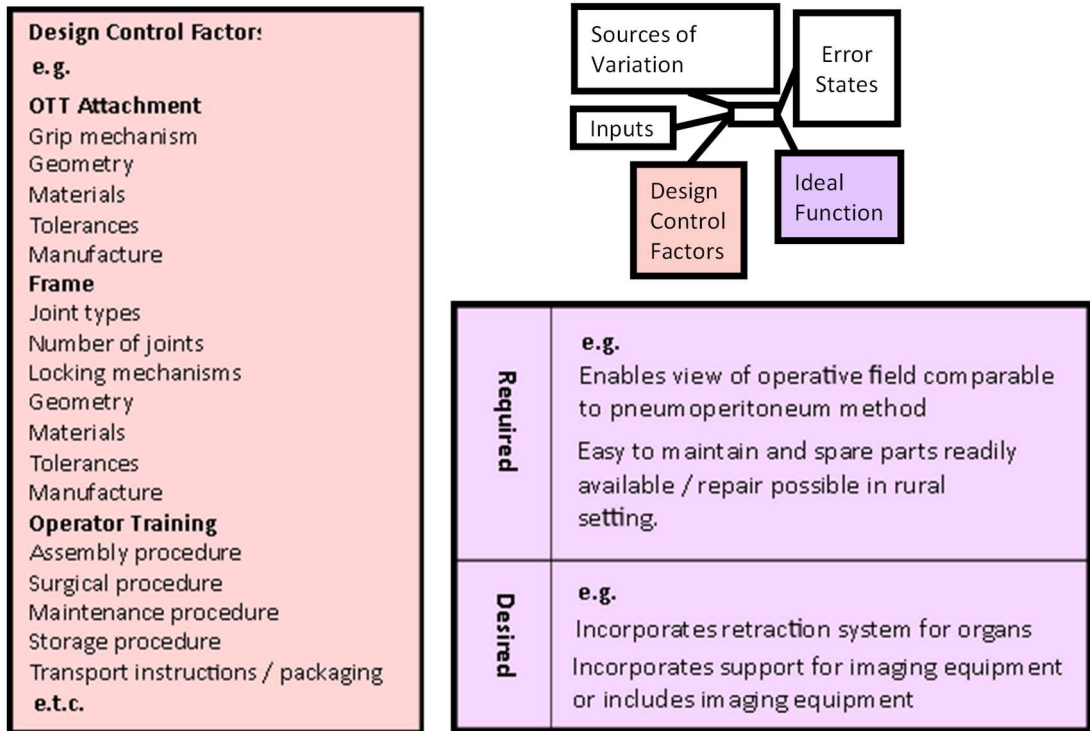 Design Control Factors
e.g.
OTT Attachment
Grip mechanism
Geometry
Materials
Tolerances
Manufacture
Frame
Joint types
Number of joints
Locking mechanisms
Geometry
Materials
Tolerances
Manufacture
Operator Training
Assembly procedure
Surgical procedure
Maintenance procedure
Storage procedure
Transport instructions / packaging
e.t.c.
Sources of
Variation
Error
States
Inputs
Design
Control
Factors
Ideal
Function
Required
e.g.
Enables view of operative field comparable
to pneumoperitoneum method
Easy to maintain and spare parts readily
available / repair possible in rural
setting.
Desired
e.g.
Incorporates retraction system for organs
Incorporates support for imaging equipment
or includes imaging equipment